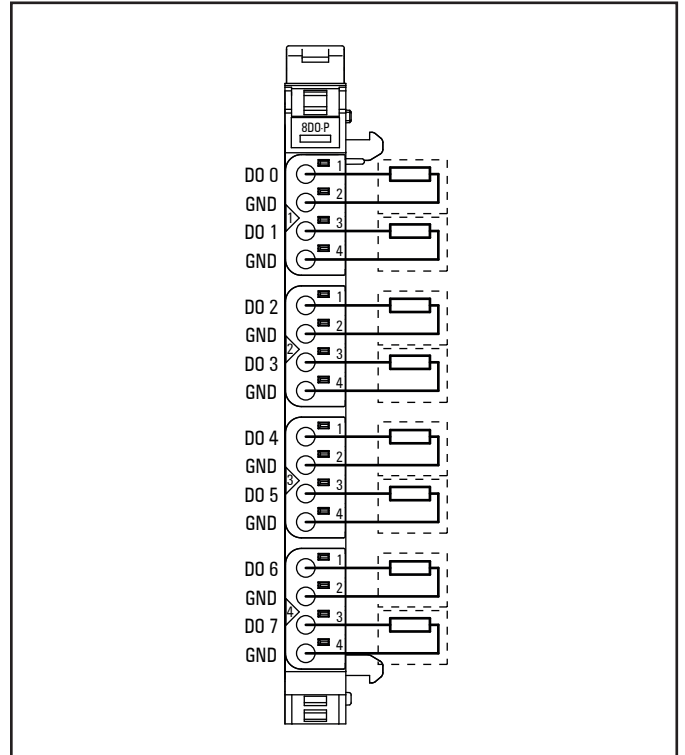 8DO-P
DO 0 1
GND 2
1
DO 1 3
GND 4
DO 2 1
GND 2
2
DO 3 3
GND 4
DO 4 1
GND 2
3
DO 5 3
GND 4
DO 6 1
GND 2
4
DO 7 3
GND 4